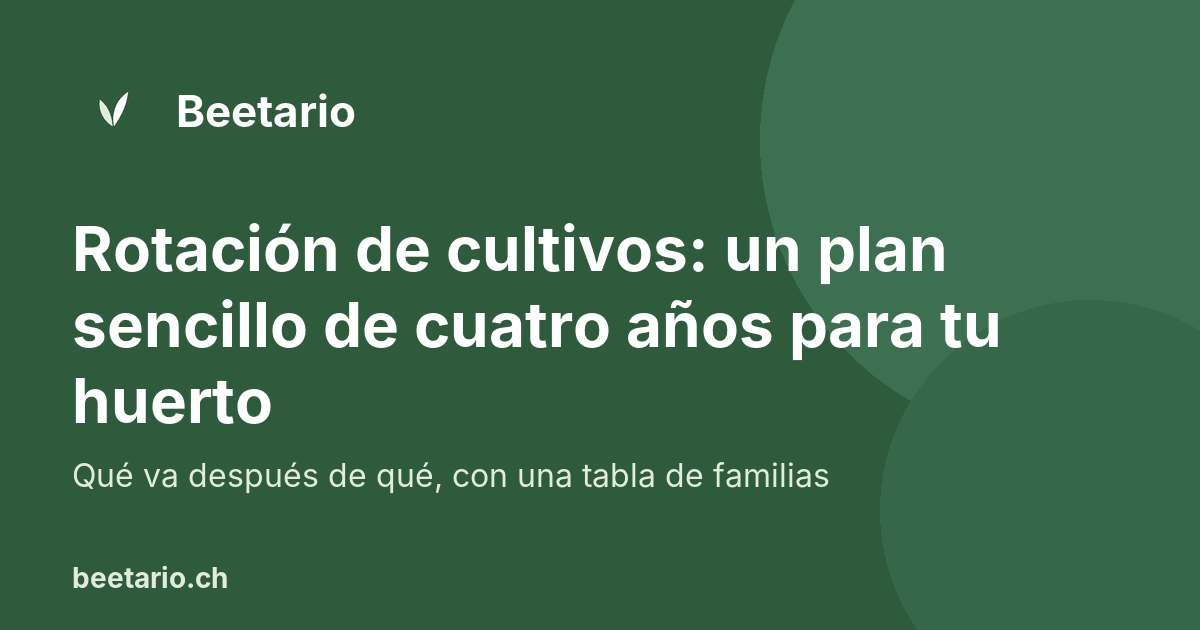 Beetario
Rotación de cultivos: un plan
sencillo de cuatro años para tu
huerto
Qué va después de qué, con una tabla de familias
beetario.ch